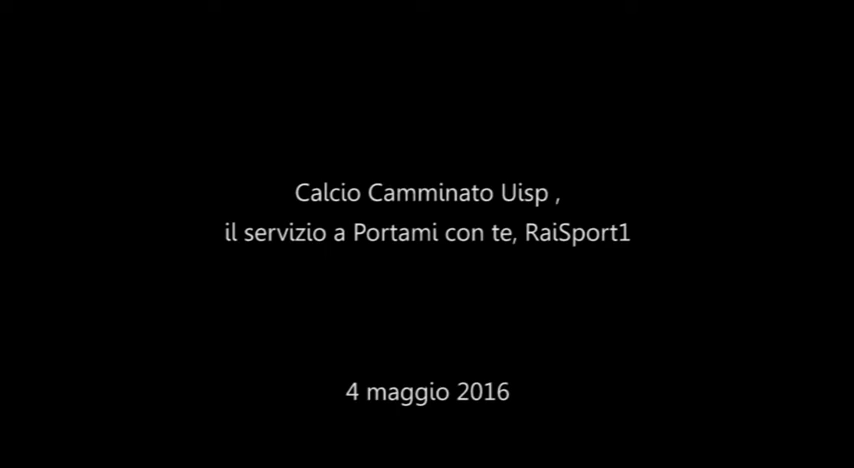 Calcio Camminato Uisp ,
il servizio a Portami con te, RaiSport1
4 maggio 2016